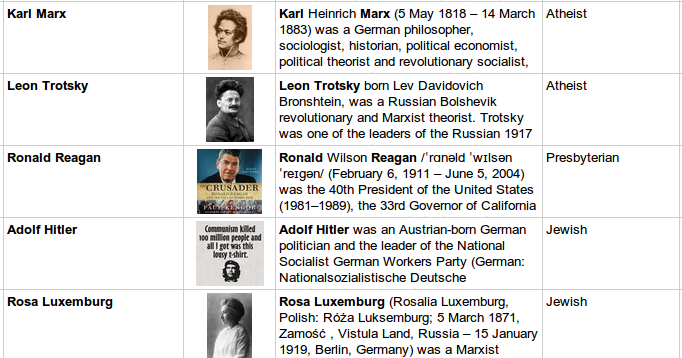 Karl Marx
Karl Heinrich Marx (5 May 1818 – 14 March
1883) was a German philosopher,
sociologist, historian, political economist,
political theorist and revolutionary socialist,
Atheist
Leon Trotsky
Leon Trotsky born Lev Davidovich
Bronshtein, was a Russian Bolshevik
revolutionary and Marxist theorist. Trotsky
was one of the leaders of the Russian 1917
Atheist
Ronald Reagan
CRUSADER
RONALD REAGAN
PAUL KENGOR
Ronald Wilson Reagan /ˈrɑnəld ˈwɪlsən
ˈreɪgən/ (February 6, 1911 – June 5, 2004)
was the 40th President of the United States
(1981–1989), the 33rd Governor of California
Presbyterian
Adolf Hitler
Communism killed
100 million people and
all I got was this
lousy t-shirt.
Adolf Hitler was an Austrian-born German
politician and the leader of the National
Socialist German Workers Party (German:
Nationalsozialistische Deutsche
Jewish
Rosa Luxemburg
Rosa Luxemburg (Rosalia Luxemburg,
Polish: Róża Luksemburg; 5 March 1871,
Zamość , Vistula Land, Russia – 15 January
1919, Berlin, Germany) was a Marxist
Jewish